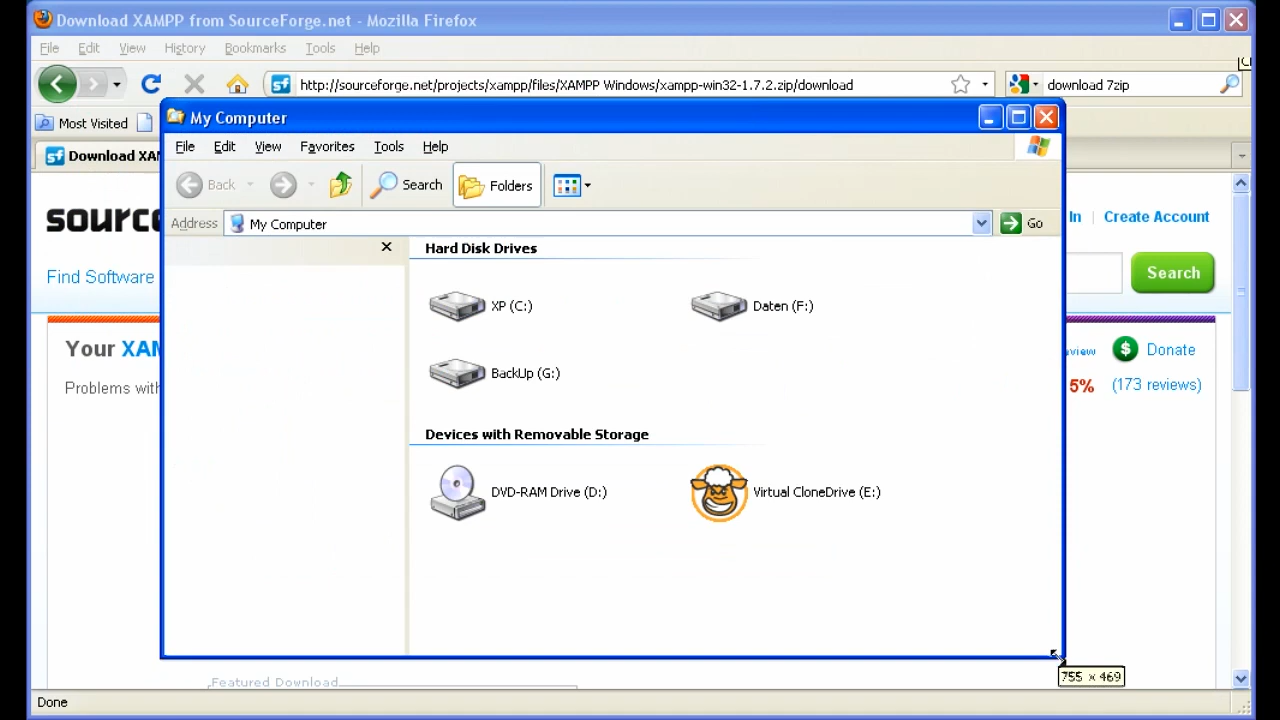 Download XAMPP from SourceForge.net - Mozilla Firefox
File Edit View History Bookmarks Tools Help
http://sourceforge.net/projects/xampp/files/XAMPP Windows/xampp-win32-1.7.2.zip/download
download 7zip
Most Visited
My Computer
Download XAM
File Edit View Favorites Tools Help
Back Search Folders
Address My Computer Go
source
In | Create Account
Hard Disk Drives
Find Software
Search
XP (C:) Daten (F:)
Your XAM
view $ Donate
BackUp (G:)
Problems with
5% (173 reviews)
Devices with Removable Storage
DVD-RAM Drive (D:) Virtual CloneDrive (E:)
755 x 469
Featured Download
Done